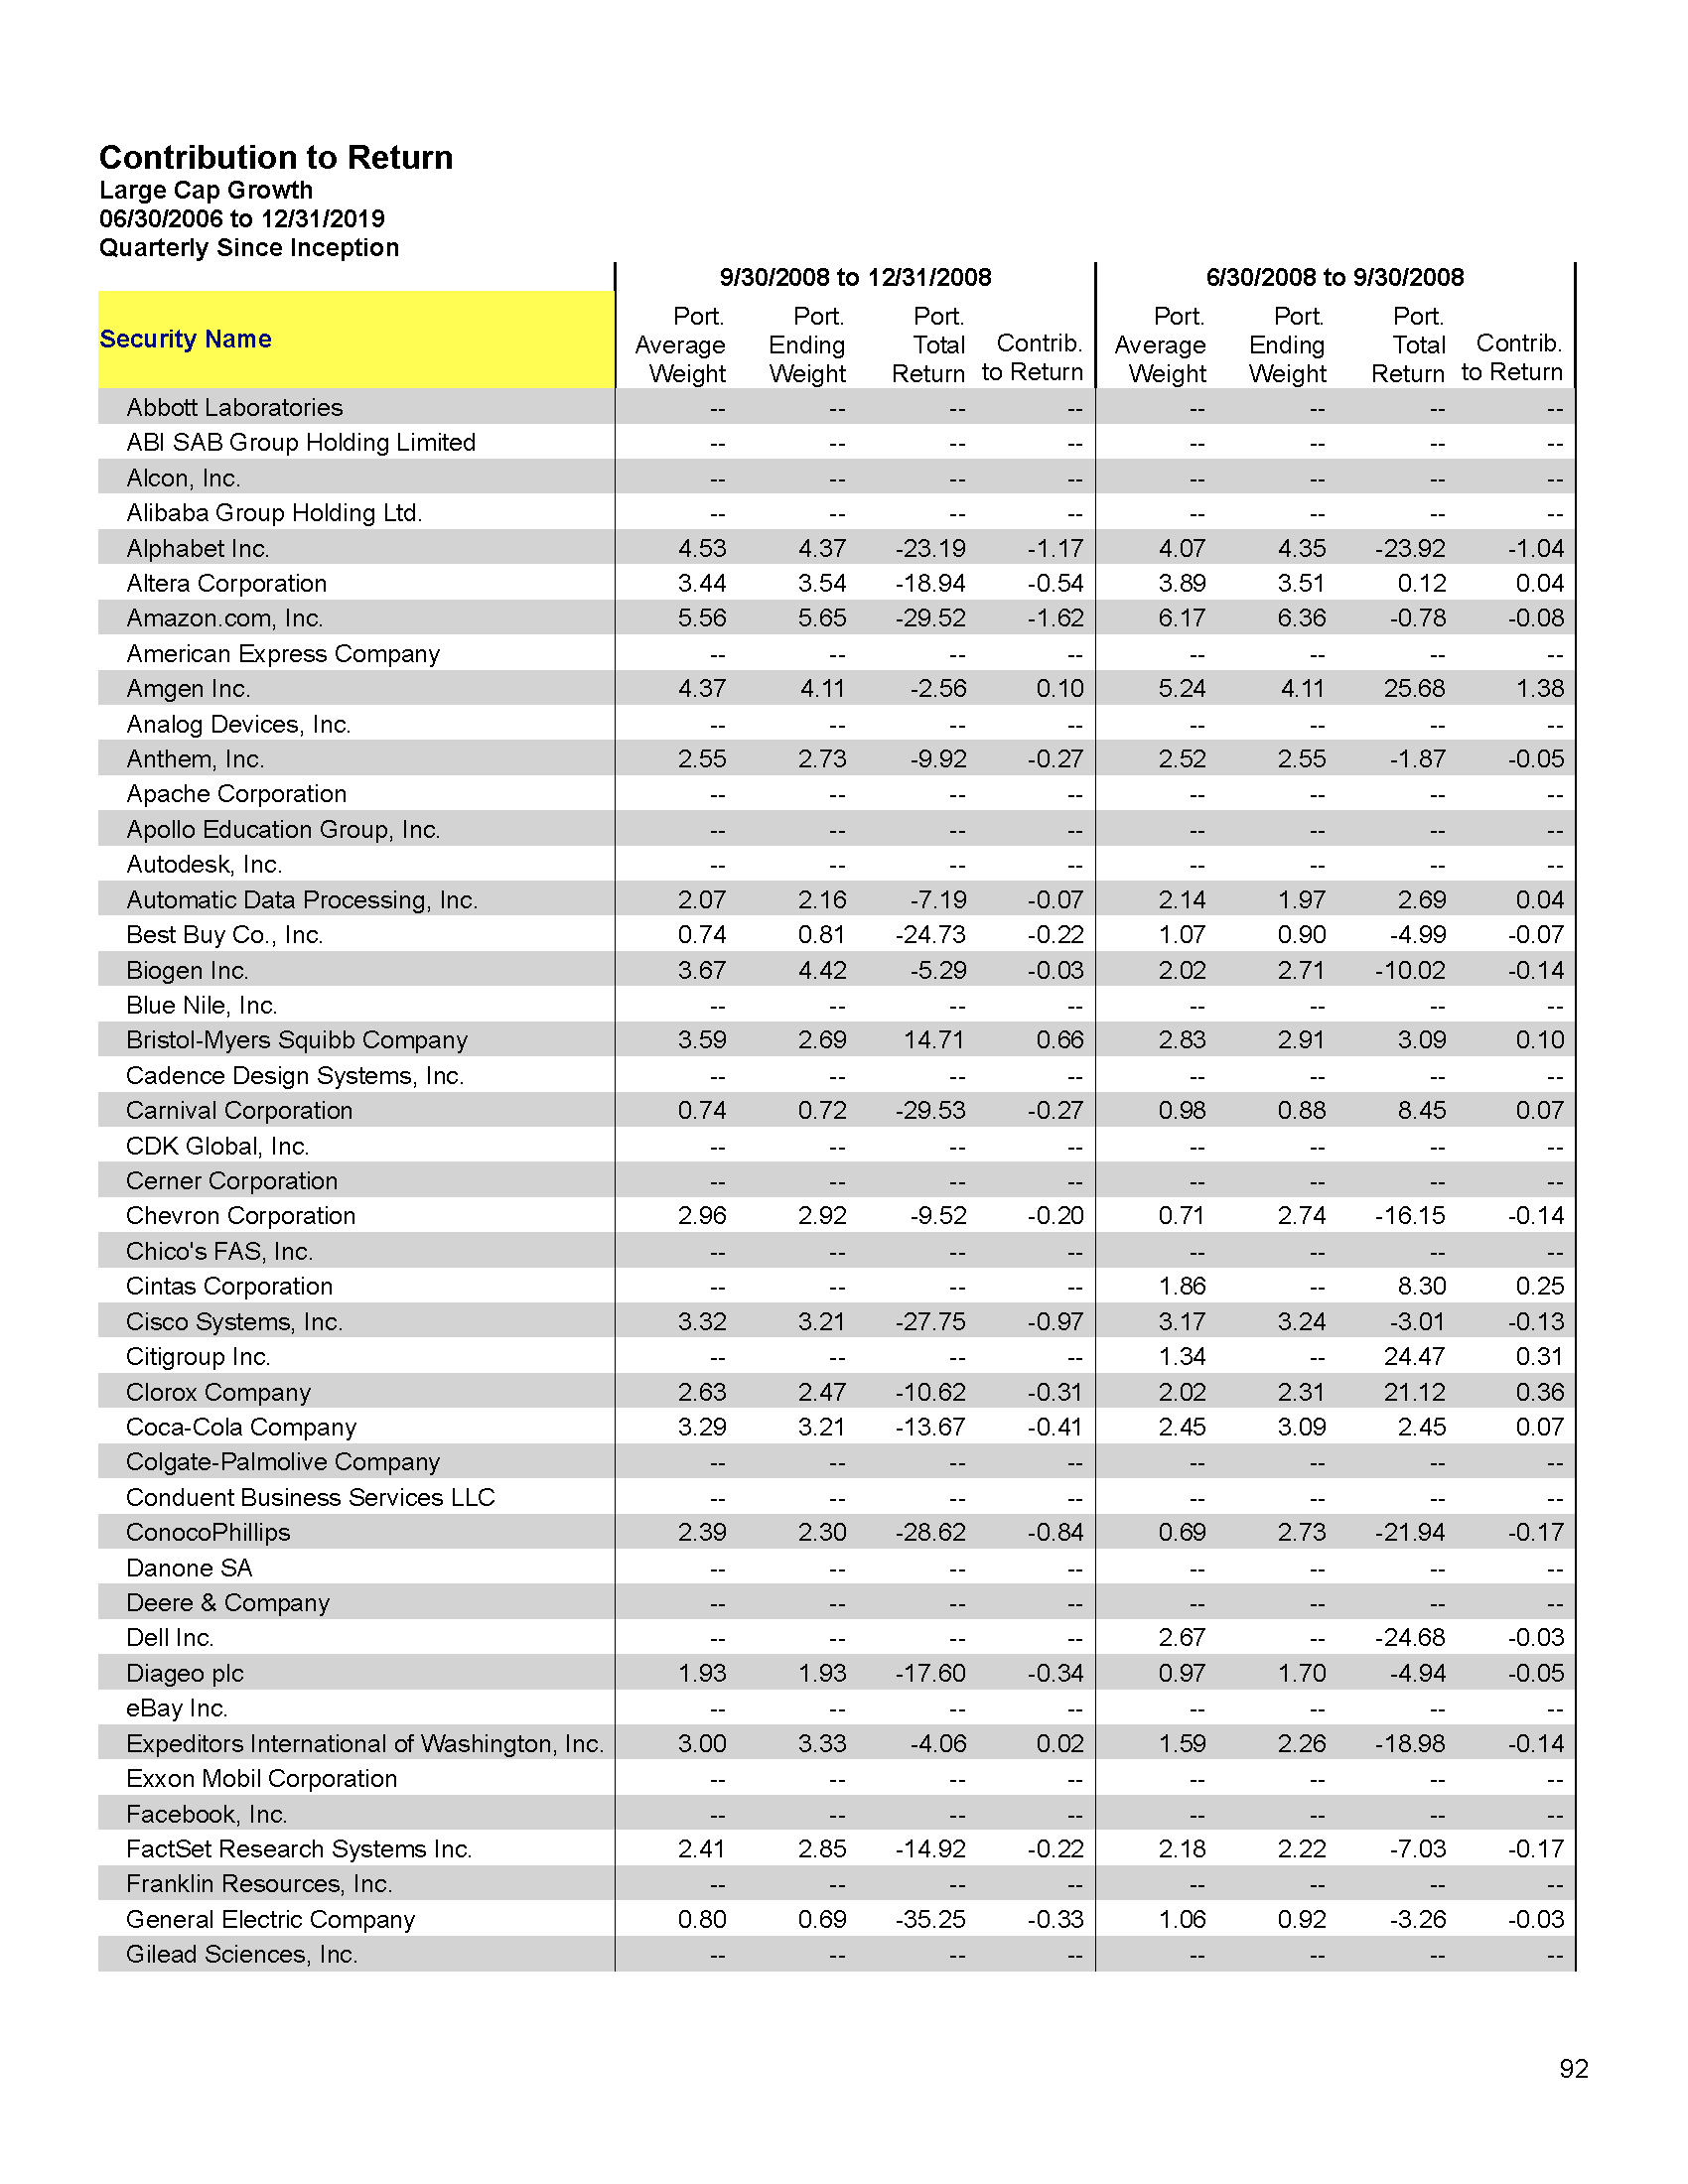 Contribution to Return
Large Cap Growth
06/30/2006 to 12/31/2019
Quarterly Since Inception
9/30/2008 to 12/31/2008 6/30/2008 to 9/30/2008
Security Name Port. Average Weight Port. Ending Weight Port. Total Return Contrib. to Return Port. Average Weight Port. Ending Weight Port. Total Return Contrib. to Return
Abbott Laboratories -- -- -- -- -- -- -- --
ABI SAB Group Holding Limited -- -- -- -- -- -- -- --
Alcon, Inc. -- -- -- -- -- -- -- --
Alibaba Group Holding Ltd. -- -- -- -- -- -- -- --
Alphabet Inc. 4.53 4.37 -23.19 -1.17 4.07 4.35 -23.92 -1.04
Altera Corporation 3.44 3.54 -18.94 -0.54 3.89 3.51 0.12 0.04
Amazon.com, Inc. 5.56 5.65 -29.52 -1.62 6.17 6.36 -0.78 -0.08
American Express Company -- -- -- -- -- -- -- --
Amgen Inc. 4.37 4.11 -2.56 0.10 5.24 4.11 25.68 1.38
Analog Devices, Inc. -- -- -- -- -- -- -- --
Anthem, Inc. 2.55 2.73 -9.92 -0.27 2.52 2.55 -1.87 -0.05
Apache Corporation -- -- -- -- -- -- -- --
Apollo Education Group, Inc. -- -- -- -- -- -- -- --
Autodesk, Inc. -- -- -- -- -- -- -- --
Automatic Data Processing, Inc. 2.07 2.16 -7.19 -0.07 2.14 1.97 2.69 0.04
Best Buy Co., Inc. 0.74 0.81 -24.73 -0.22 1.07 0.90 -4.99 -0.07
Biogen Inc. 3.67 4.42 -5.29 -0.03 2.02 2.71 -10.02 -0.14
Blue Nile, Inc. -- -- -- -- -- -- -- --
Bristol-Myers Squibb Company 3.59 2.69 14.71 0.66 2.83 2.91 3.09 0.10
Cadence Design Systems, Inc. -- -- -- -- -- -- -- --
Carnival Corporation 0.74 0.72 -29.53 -0.27 0.98 0.88 8.45 0.07
CDK Global, Inc. -- -- -- -- -- -- -- --
Cerner Corporation -- -- -- -- -- -- -- --
Chevron Corporation 2.96 2.92 -9.52 -0.20 0.71 2.74 -16.15 -0.14
Chico's FAS, Inc. -- -- -- -- -- -- -- --
Cintas Corporation -- -- -- -- 1.86 -- 8.30 0.25
Cisco Systems, Inc. 3.32 3.21 -27.75 -0.97 3.17 3.24 -3.01 -0.13
Citigroup Inc. -- -- -- -- 1.34 -- 24.47 0.31
Clorox Company 2.63 2.47 -10.62 -0.31 2.02 2.31 21.12 0.36
Coca-Cola Company 3.29 3.21 -13.67 -0.41 2.45 3.09 2.45 0.07
Colgate-Palmolive Company -- -- -- -- -- -- -- --
Conduent Business Services LLC -- -- -- -- -- -- -- --
ConocoPhillips 2.39 2.30 -28.62 -0.84 0.69 2.73 -21.94 -0.17
Danone SA -- -- -- -- -- -- -- --
Deere & Company -- -- -- -- -- -- -- --
Dell Inc. -- -- -- -- 2.67 -- -24.68 -0.03
Diageo plc 1.93 1.93 -17.60 -0.34 0.97 1.70 -4.94 -0.05
eBay Inc. -- -- -- -- -- -- -- --
Expeditors International of Washington, Inc. 3.00 3.33 -4.06 0.02 1.59 2.26 -18.98 -0.14
Exxon Mobil Corporation -- -- -- -- -- -- -- --
Facebook, Inc. -- -- -- -- -- -- -- --
FactSet Research Systems Inc. 2.41 2.85 -14.92 -0.22 2.18 2.22 -7.03 -0.17
Franklin Resources, Inc. -- -- -- -- -- -- -- --
General Electric Company 0.80 0.69 -35.25 -0.33 1.06 0.92 -3.26 -0.03
Gilead Sciences, Inc. -- -- -- -- -- -- -- --
92